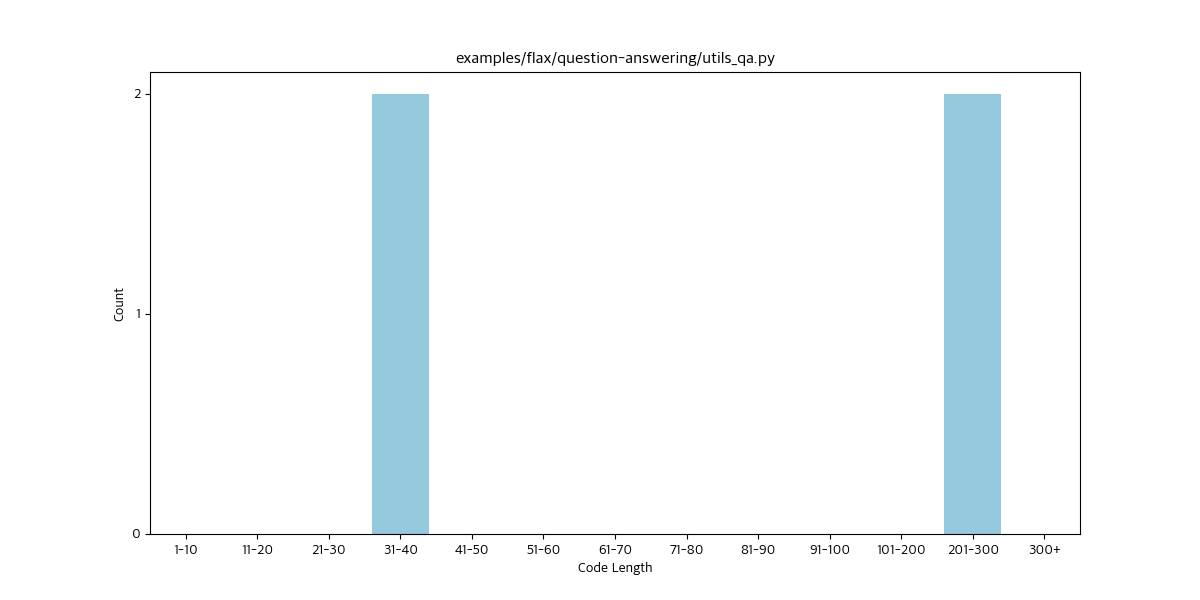 examples/flax/question-answering/utils_qa.py
2
1
0
Count
1-10 11-20 21-30 31-40 41-50 51-60 61-70 71-80 81-90 91-100 101-200 201-300 300+
Code Length